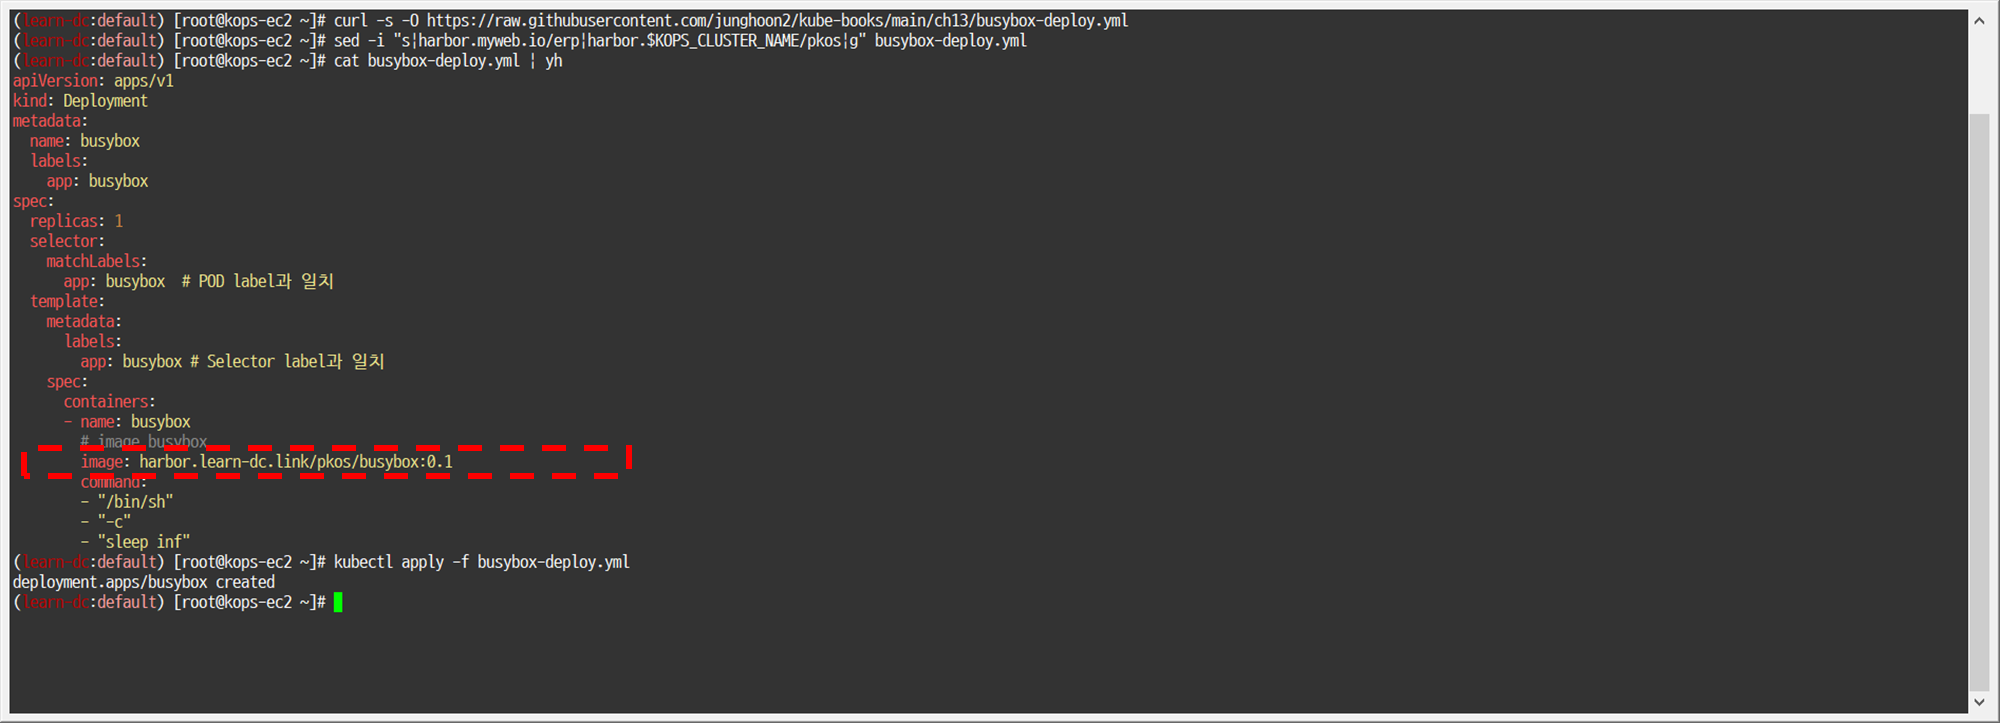 (learn-dc:default) [root@kops-ec2 ~]# curl -s -O https://raw.githubusercontent.com/junghoon2/kube-books/main/ch13/busybox-deploy.yml
(learn-dc:default) [root@kops-ec2 ~]# sed -i "s|harbor.myweb.io/erp|harbor.$KOPS_CLUSTER_NAME/pkos|g" busybox-deploy.yml
(learn-dc:default) [root@kops-ec2 ~]# cat busybox-deploy.yml | yh
apiVersion: apps/v1
kind: Deployment
metadata:
  name: busybox
  labels:
    app: busybox
spec:
  replicas: 1
  selector:
    matchLabels:
      app: busybox  # POD label과 일치
  template:
    metadata:
      labels:
        app: busybox # Selector label과 일치
    spec:
      containers:
      - name: busybox
        # image busybox
        image: harbor.learn-dc.link/pkos/busybox:0.1
        command:
        - "/bin/sh"
        - "-c"
        - "sleep inf"
(learn-dc:default) [root@kops-ec2 ~]# kubectl apply -f busybox-deploy.yml
deployment.apps/busybox created
(learn-dc:default) [root@kops-ec2 ~]#